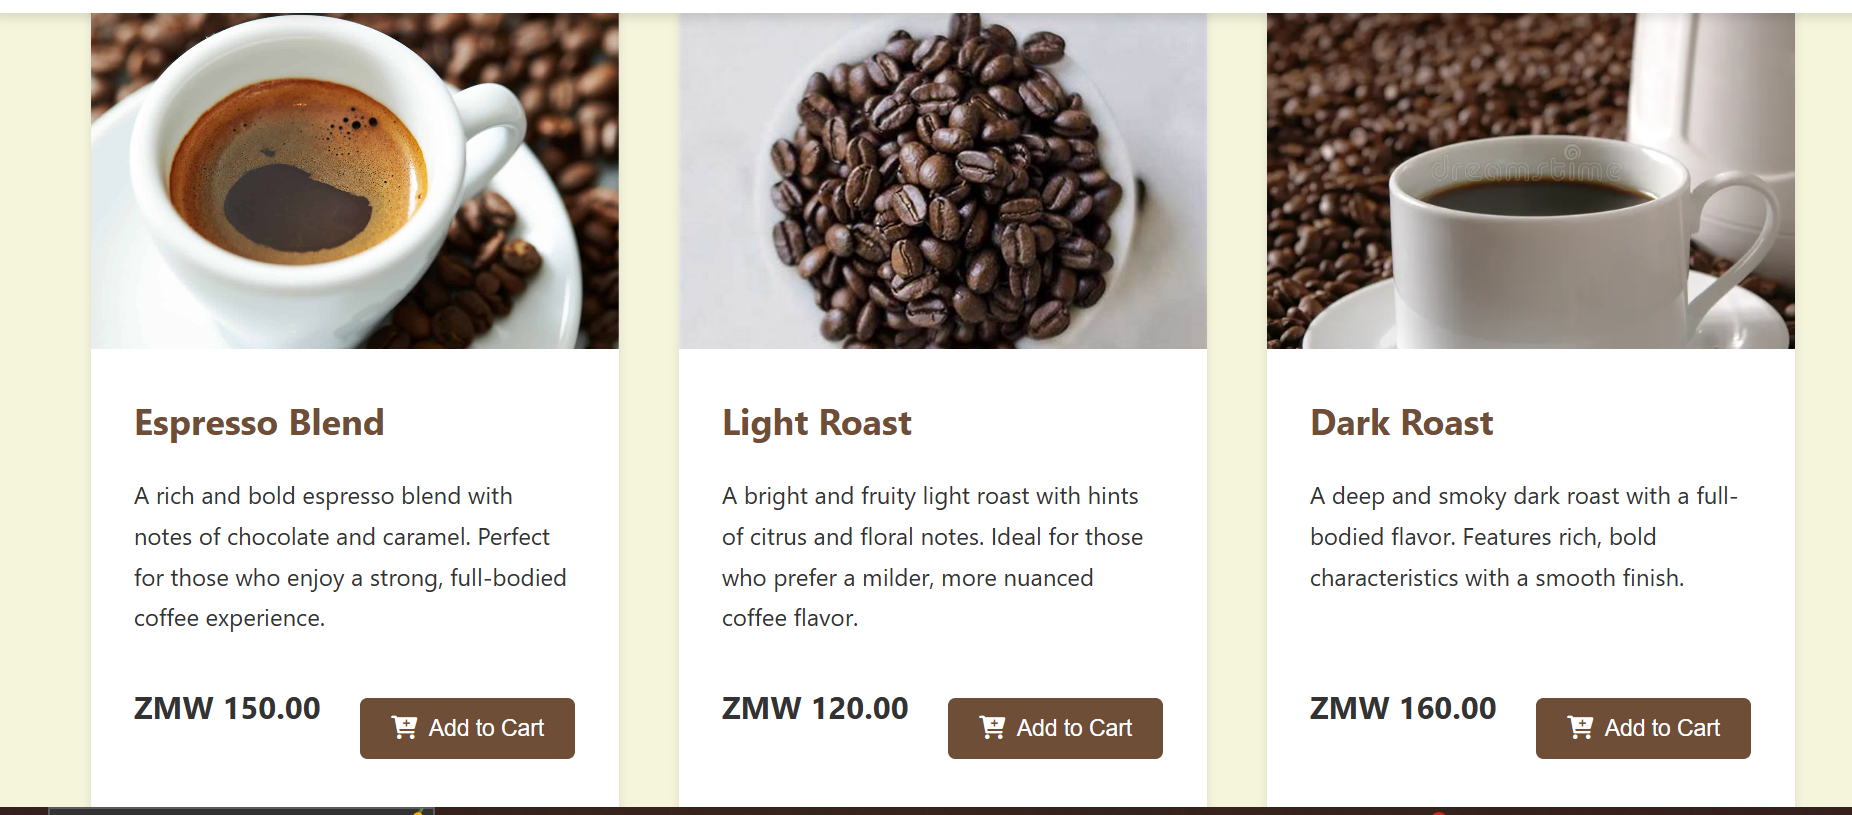 dreamstime
Espresso Blend
A rich and bold espresso blend with
notes of chocolate and caramel. Perfect
for those who enjoy a strong, full-bodied
coffee experience.
ZMW 150.00
Add to Cart
Light Roast
A bright and fruity light roast with hints
of citrus and floral notes. Ideal for those
who prefer a milder, more nuanced
coffee flavor.
ZMW 120.00
Add to Cart
Dark Roast
A deep and smoky dark roast with a full-
bodied flavor. Features rich, bold
characteristics with a smooth finish.
ZMW 160.00
Add to Cart